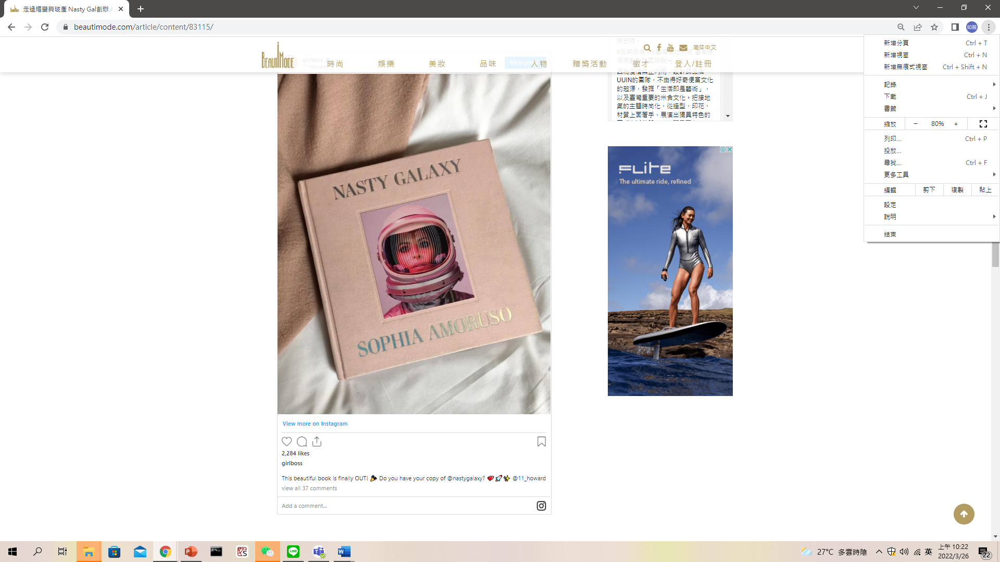 走過婚變與破產 Nasty Gal創辦人
beautimode.com/article/content/83115/
如龍
新增分頁 Ctrl + T
新增視窗 Ctrl + N
新增無痕式視窗 Ctrl + Shift + N
記錄
下載 Ctrl + J
書籤
縮放 − 80% +
列印... Ctrl + P
投放...
尋找... Ctrl + F
更多工具
編輯 剪下 複製 貼上
設定
說明
結束
BEAUTIMODE
girlboss
11 Howard
简体中文
時尚 娛樂 美妝 品味 人物 贈獎活動 徵才 登入/註冊
UUIN的團隊，不由得好奇便當文化
的起源，發掘「生活即是藝術」，
以及臺灣重要的米食文化。把接地
氣的主題時尚化，從造型、印花、
材質上面著手，展演出獨具特色的
NASTY GALAXY
SOPHIA AMORUSO
FLITE
The ultimate ride, refined
View more on Instagram
2,284 likes
girlboss
This beautiful book is finally OUT! 🎉 Do you have your copy of @nastygalaxy? 💘🚀✨ @11_howard
view all 37 comments
Add a comment...
27°C 多雲時陰
英
上午 10:22
2022/3/26
22